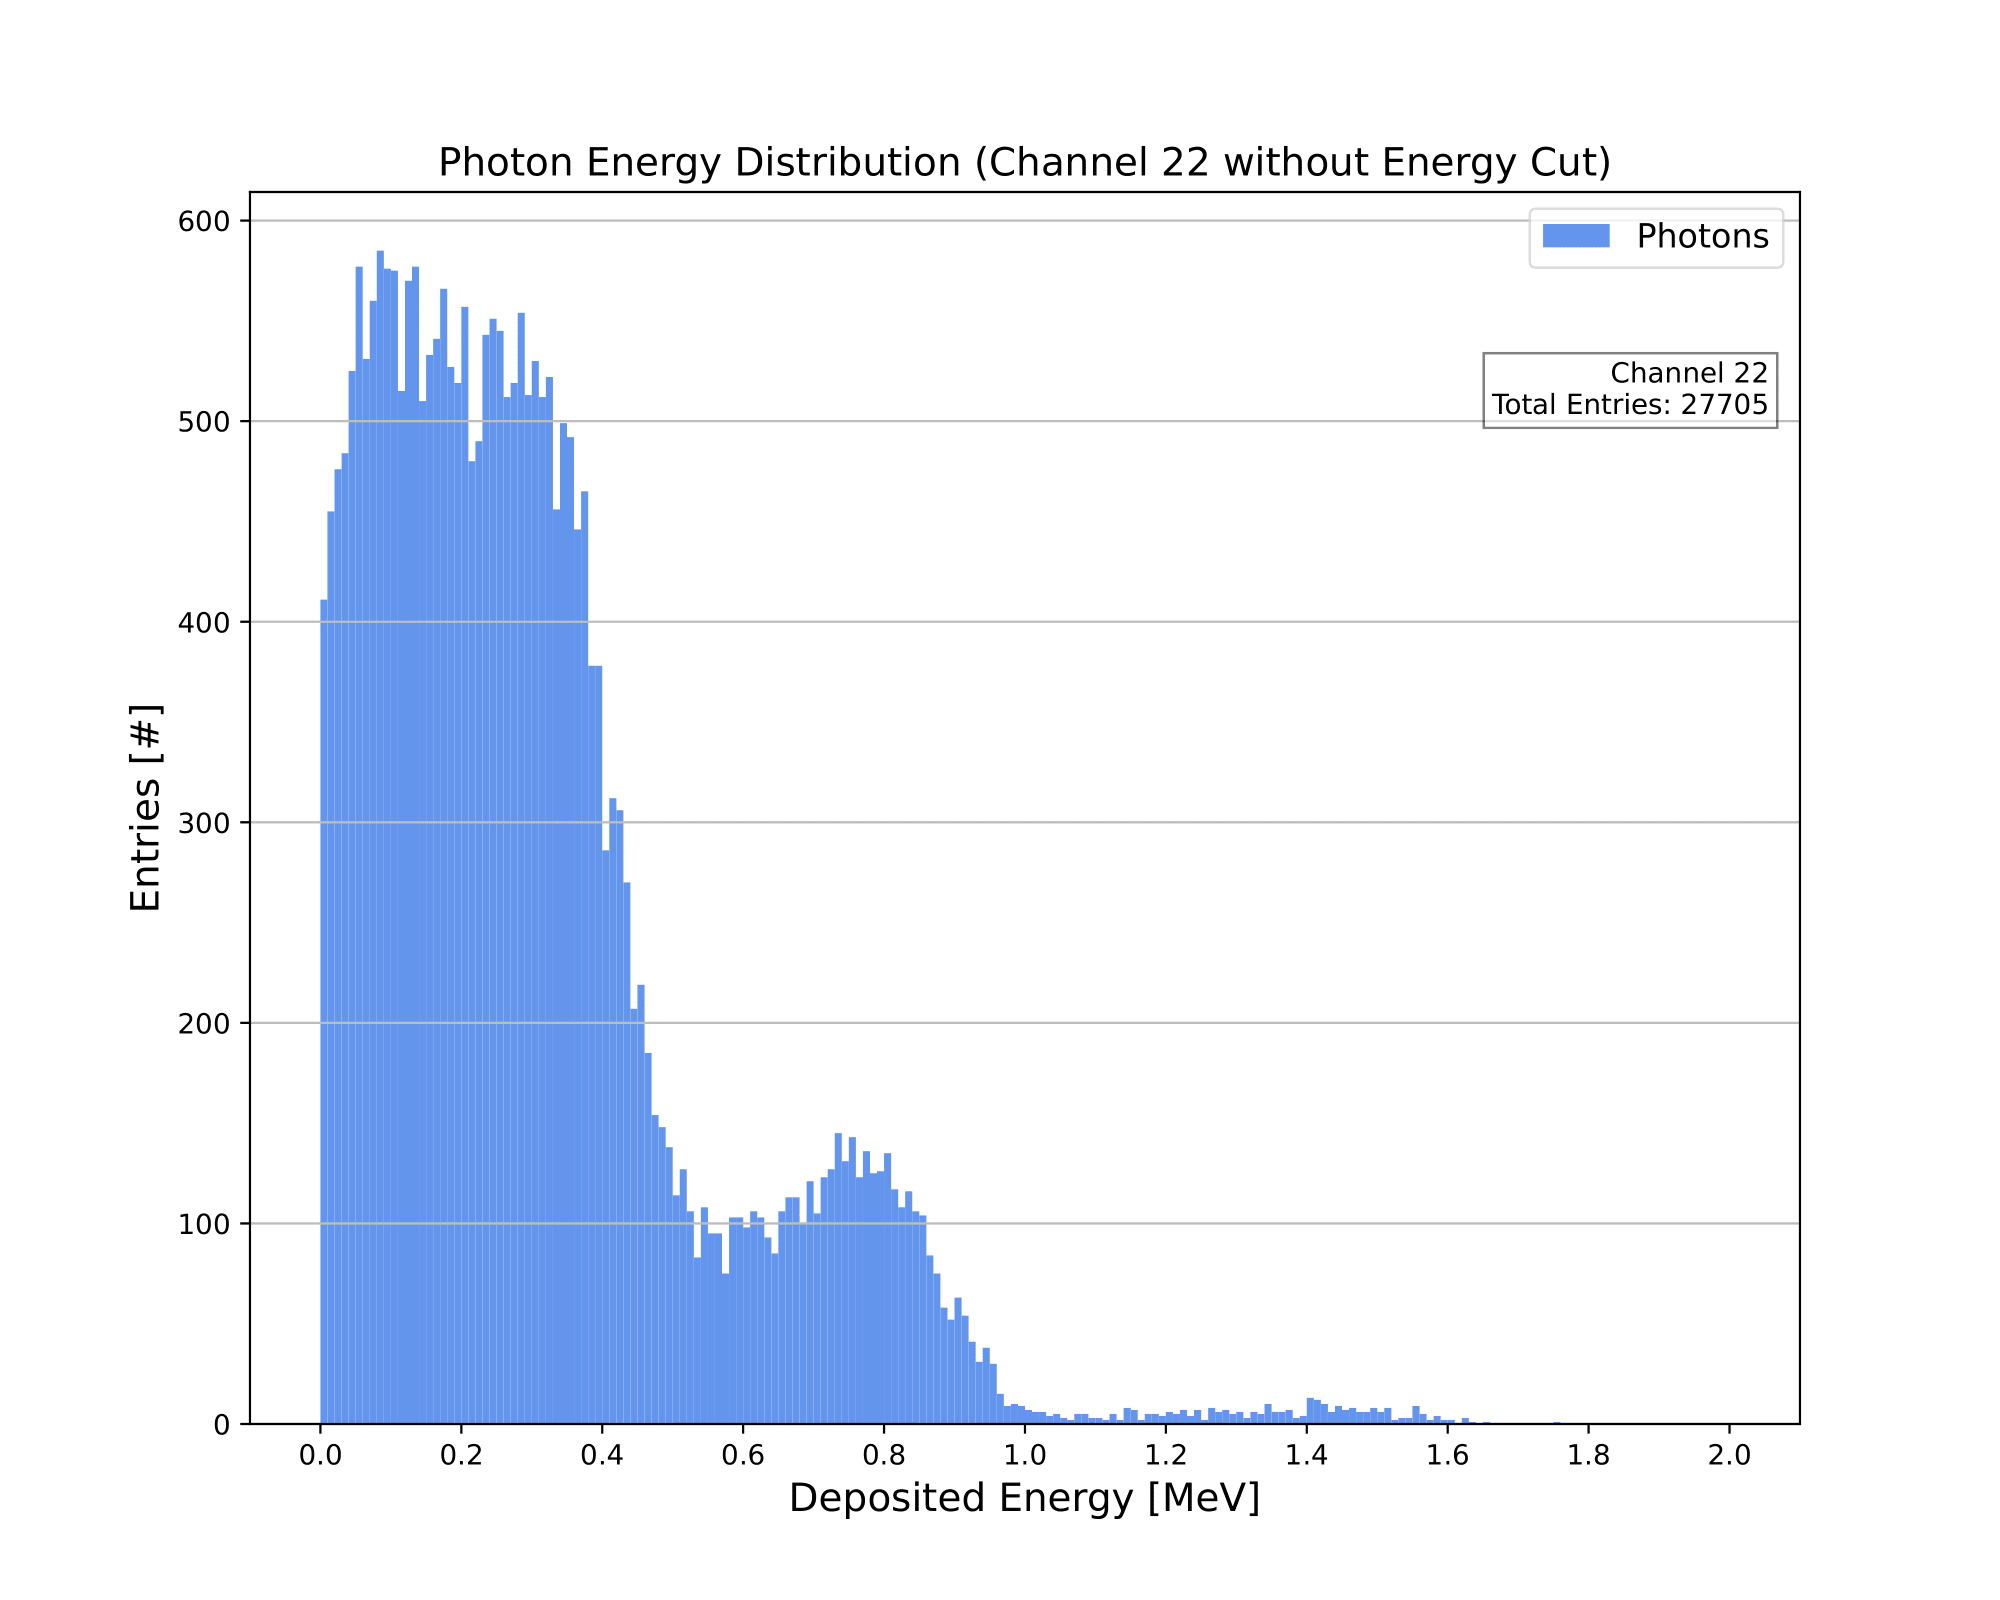 Photon Energy Distribution (Channel 22 without Energy Cut)
Photons
Channel 22
Total Entries: 27705
Entries [#]
600
500
400
300
200
100
0
0.0 0.2 0.4 0.6 0.8 1.0 1.2 1.4 1.6 1.8 2.0
Deposited Energy [MeV]